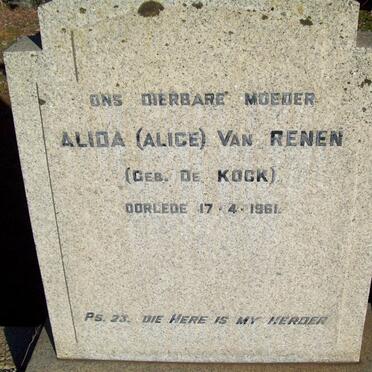 ONS DIERBARE MOEDER
ALIDA (ALICE) VAN RENEN
(GEB. DE KOCK)
OORLEDE 17·4·1961.
PS. 23. DIE HERE IS MY HERDER